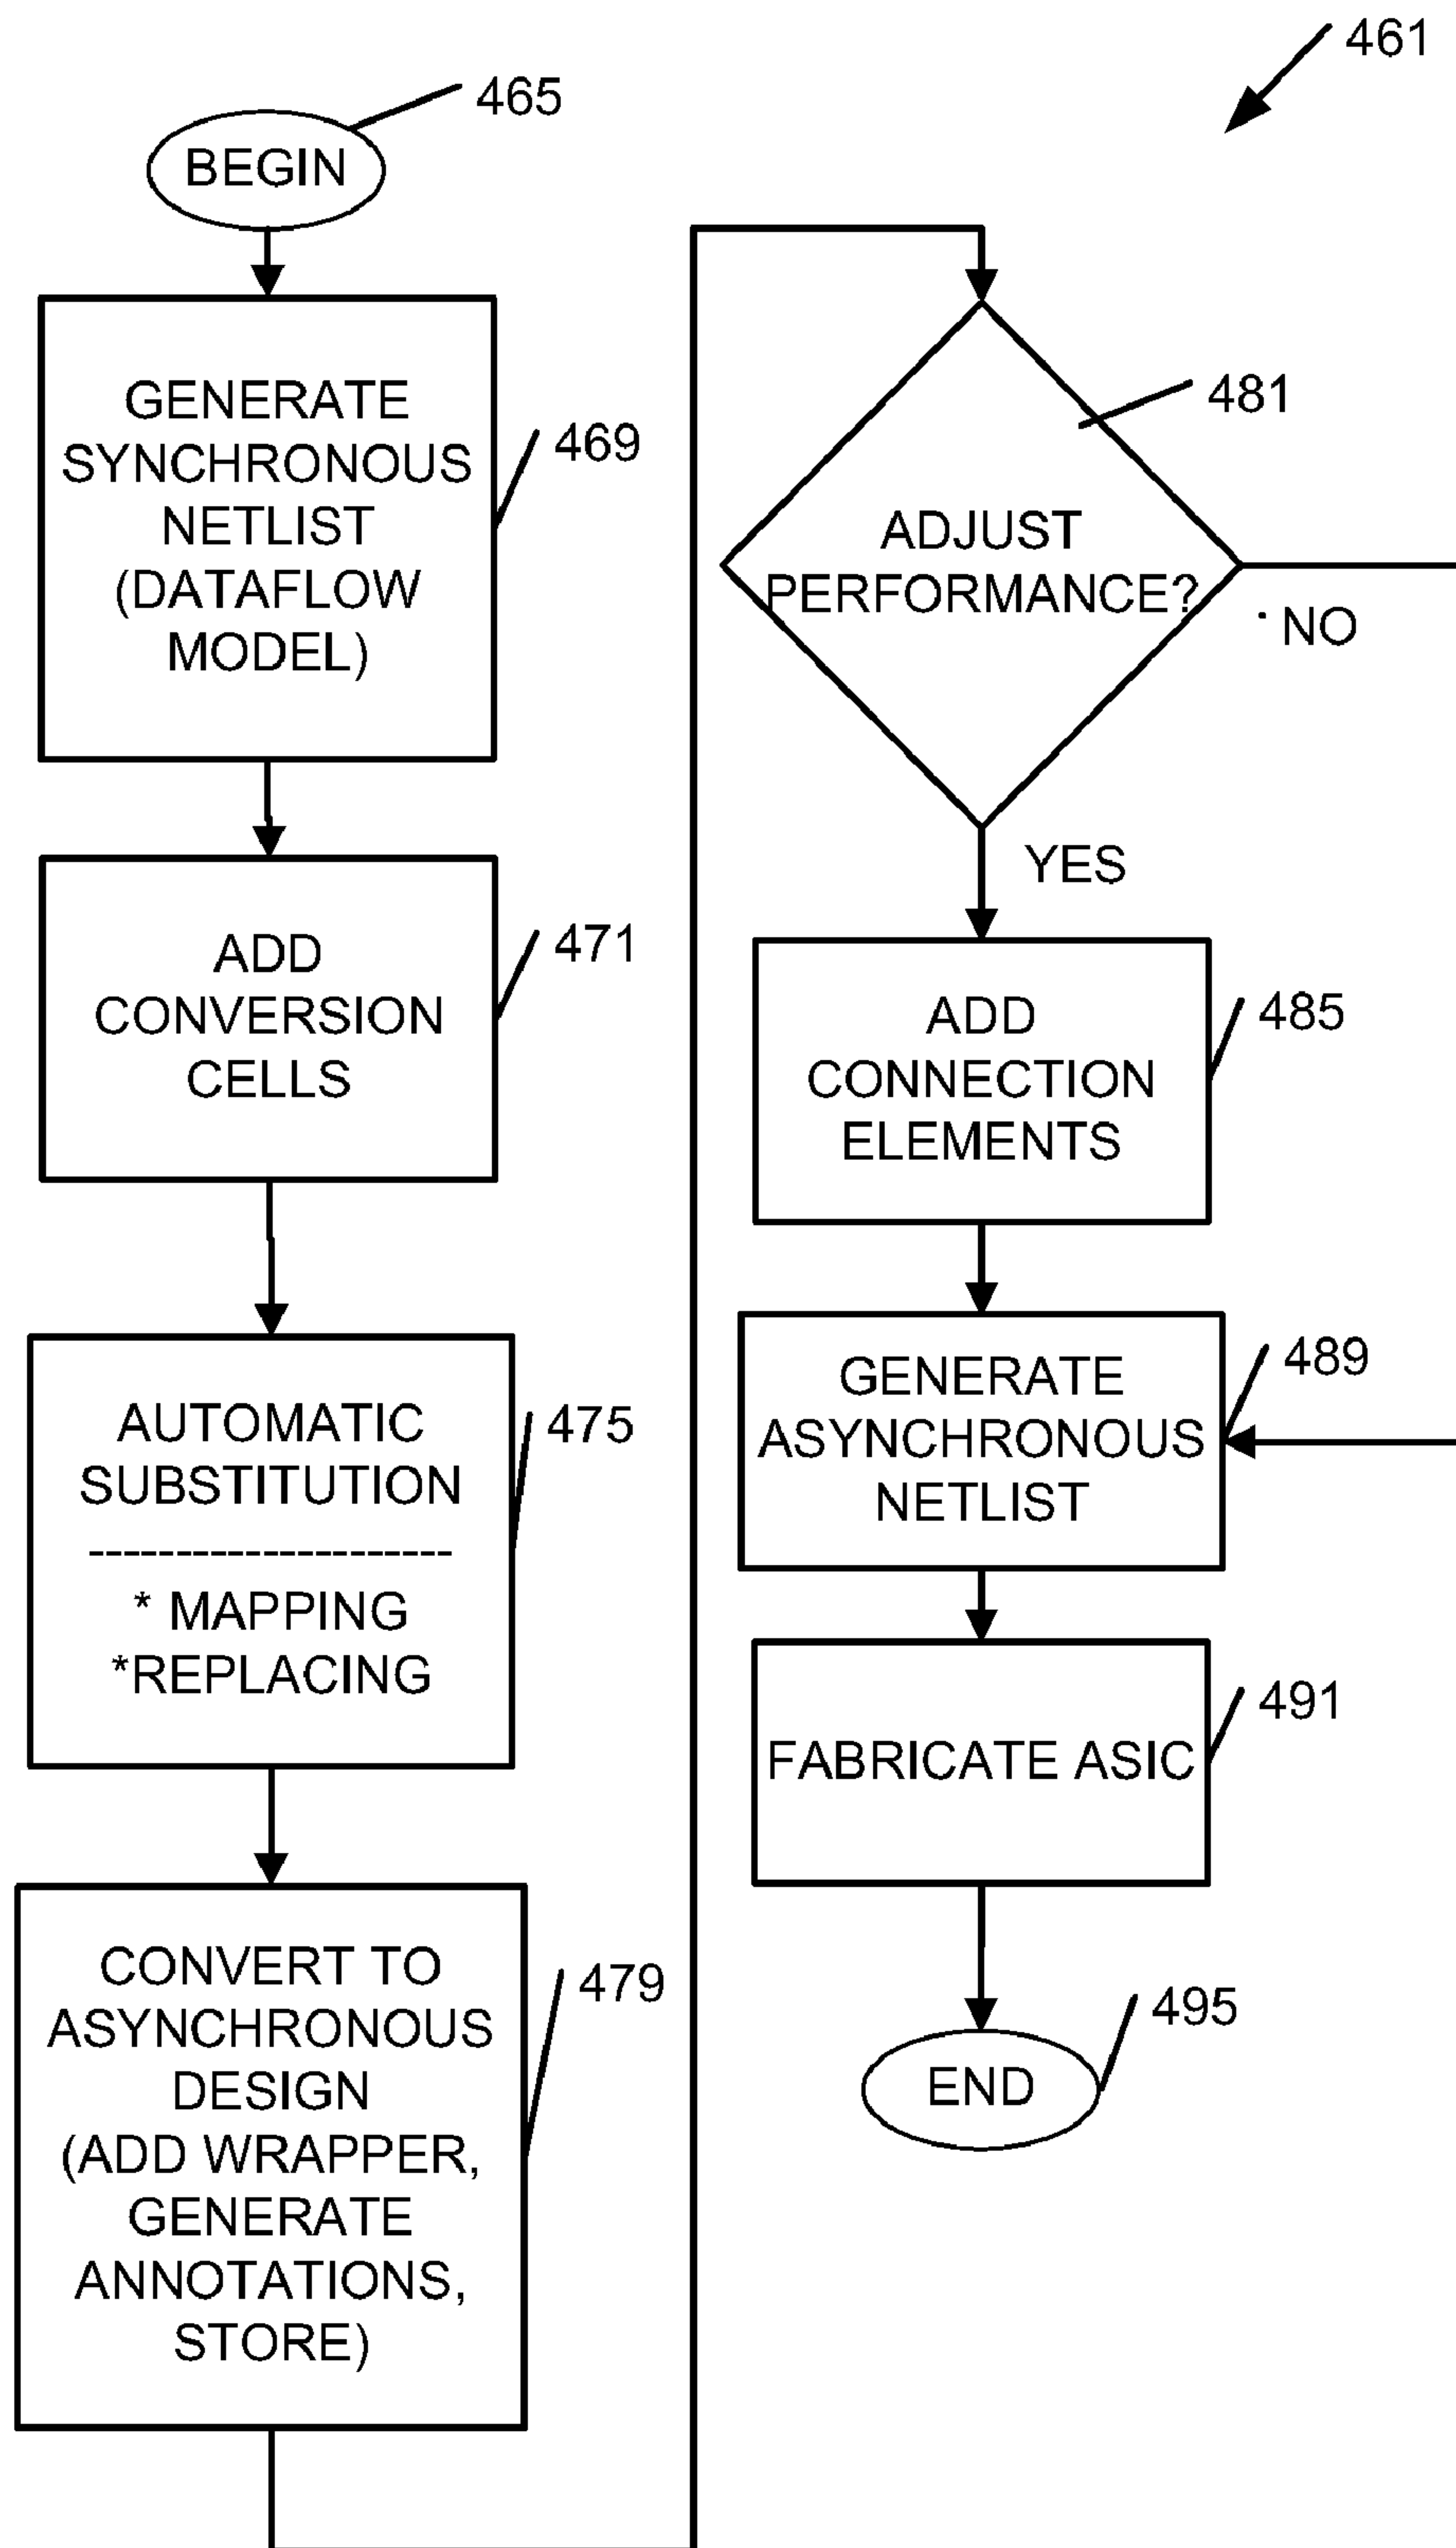 461
465
BEGIN
GENERATE
SYNCHRONOUS
NETLIST
(DATAFLOW
MODEL)
469
ADD
CONVERSION
CELLS
471
AUTOMATIC
SUBSTITUTION
----------------------
* MAPPING
*REPLACING
475
CONVERT TO
ASYNCHRONOUS
DESIGN
(ADD WRAPPER,
GENERATE
ANNOTATIONS,
STORE)
479
481
ADJUST
PERFORMANCE?
NO
YES
ADD
CONNECTION
ELEMENTS
485
GENERATE
ASYNCHRONOUS
NETLIST
489
FABRICATE ASIC
491
END
495